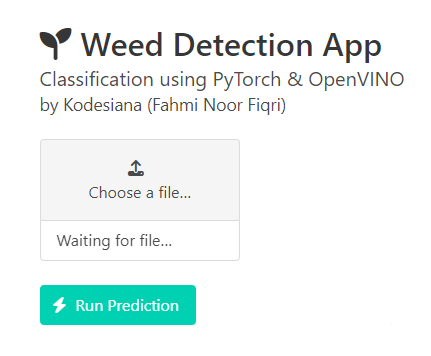 Weed Detection App
Classification using PyTorch & OpenVINO
by Kodesiana (Fahmi Noor Fiqri)
Choose a file...
Waiting for file...
Run Prediction